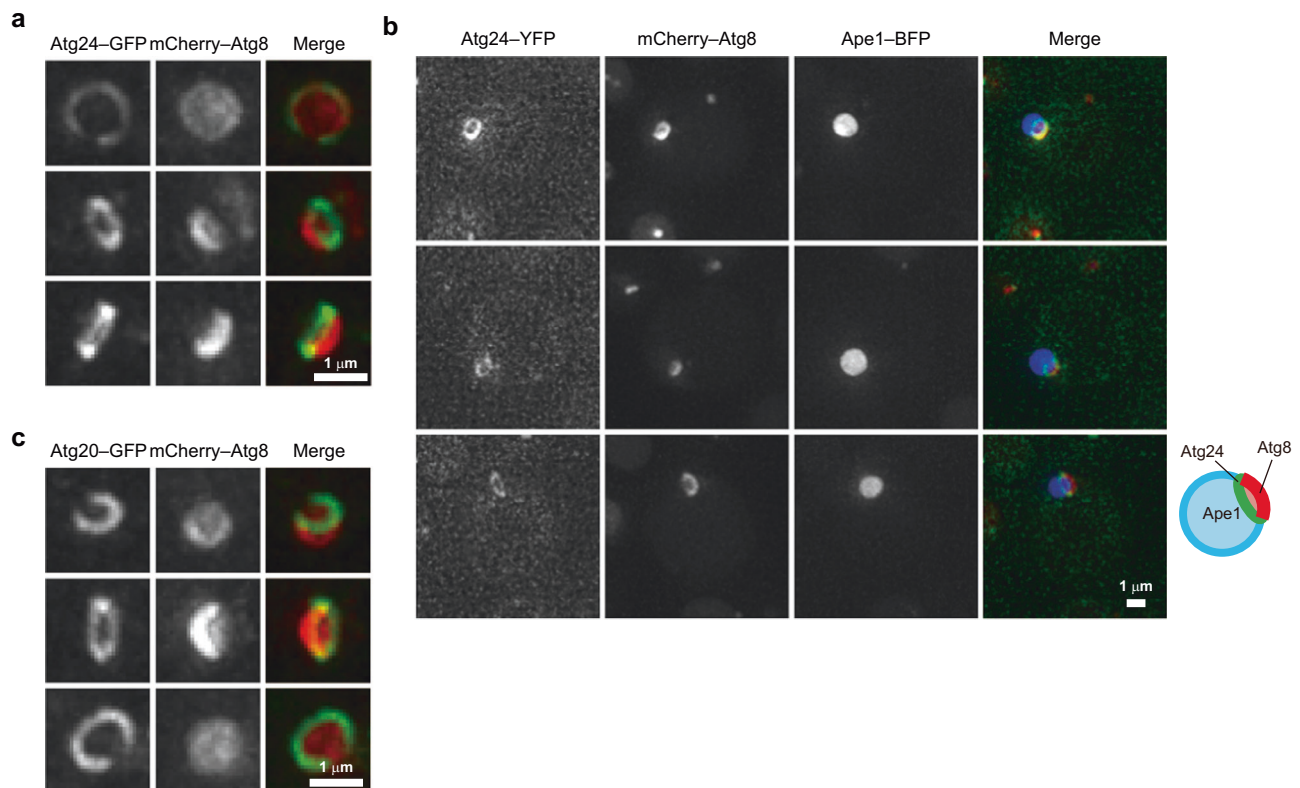 a
Atg24–GFP mCherry–Atg8 Merge
1 μm
b
Atg24–YFP mCherry–Atg8 Ape1–BFP Merge
1 μm
Atg24 Atg8
Ape1
c
Atg20–GFP mCherry–Atg8 Merge
1 μm